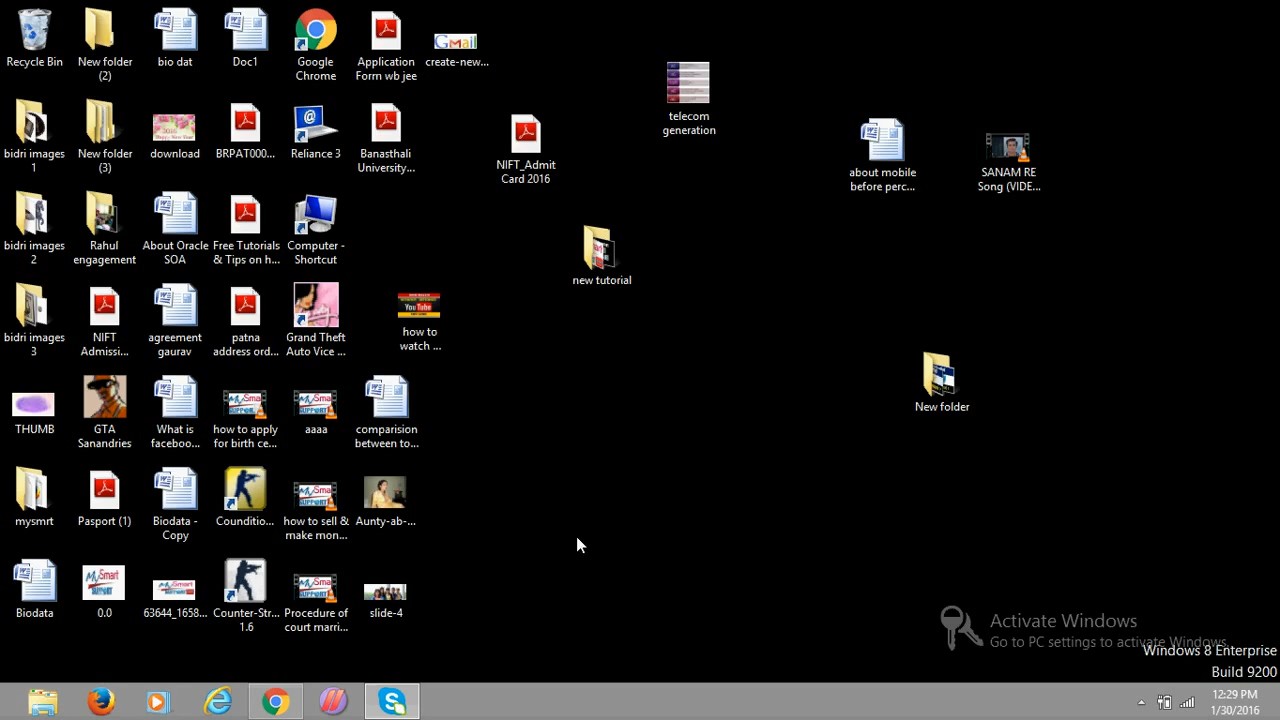 Recycle Bin
New folder
(2)
bio dat
Doc1
Google
Chrome
Application
Form wb jee
Gmail
create-new...
telecom
generation
bidri images
1
New folder
(3)
download
BRPAT000...
Reliance 3
Banasthali
University...
NIFT_Admit
Card 2016
about mobile
before perc...
SANAM RE
Song (VIDE...
bidri images
2
Rahul
engagement
About Oracle
SOA
Free Tutorials
& Tips on h...
Computer -
Shortcut
new tutorial
bidri images
3
NIFT
Admissi...
agreement
gaurav
patna
address ord...
Grand Theft
Auto Vice ...
YouTube
how to
watch ...
New folder
THUMB
GTA
Sanandries
What is
faceboo...
how to apply
for birth ce...
aaaa
comparision
between to...
mysmrt
Pasport (1)
Biodata -
Copy
Counditio...
how to sell &
make mon...
Aunty-ab-...
Biodata
MySmart
SUPPORT
0.0
63644_1658...
Counter-Str...
1.6
Procedure of
court marri...
slide-4
Activate Windows
Go to PC settings to activate Windows.
Windows 8 Enterprise
Build 9200
12:29 PM
1/30/2016